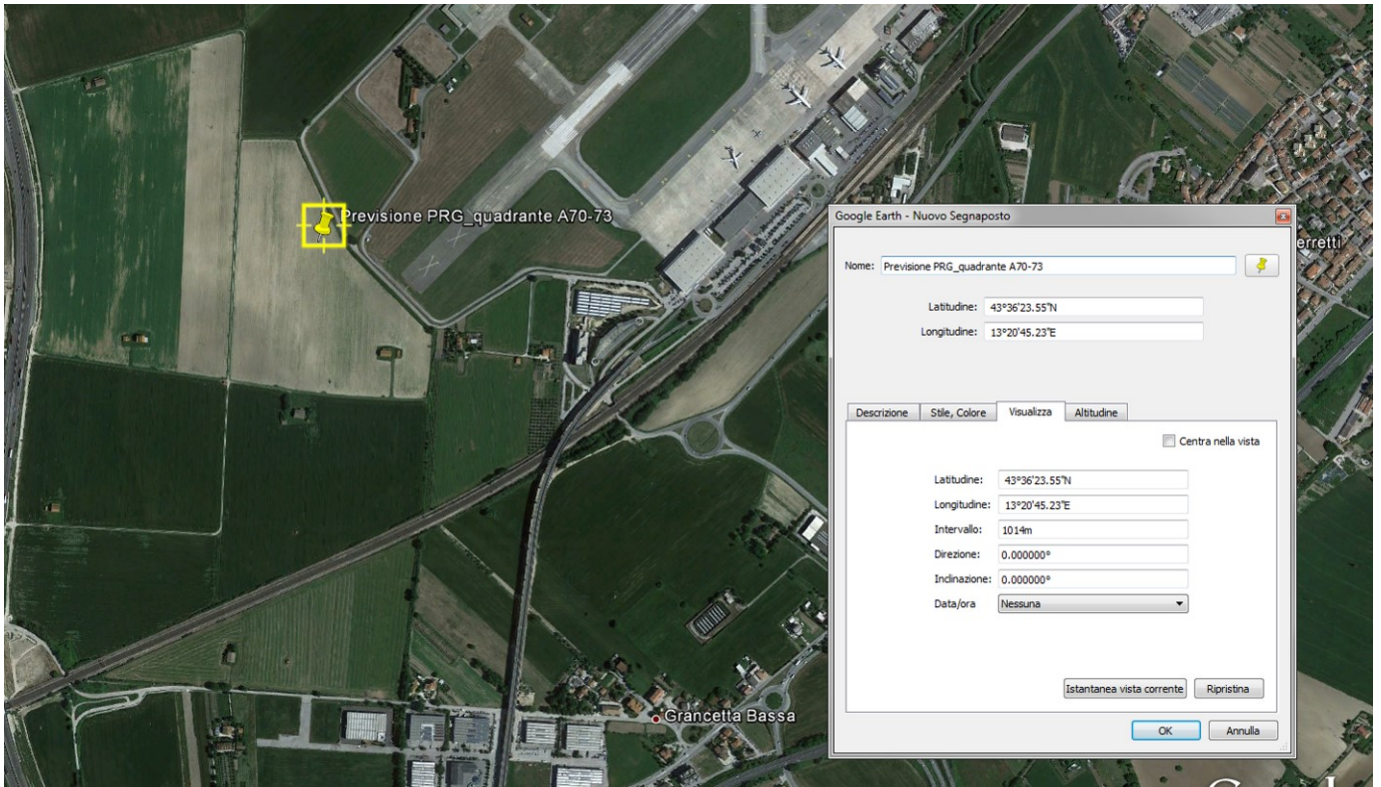 Previsione PRG_quadrante A70-73
Grancetta Bassa
erretti
Google Earth - Nuovo Segnaposto
Nome: Previsione PRG_quadrante A70-73
Latitudine: 43°36'23.55"N
Longitudine: 13°20'45.23"E
Descrizione Stile, Colore Visualizza Altitudine
Centra nella vista
Latitudine: 43°36'23.55"N
Longitudine: 13°20'45.23"E
Intervallo: 1014m
Direzione: 0.000000°
Inclinazione: 0.000000°
Data/ora Nessuna
Istantanea vista corrente Ripristina
OK Annulla